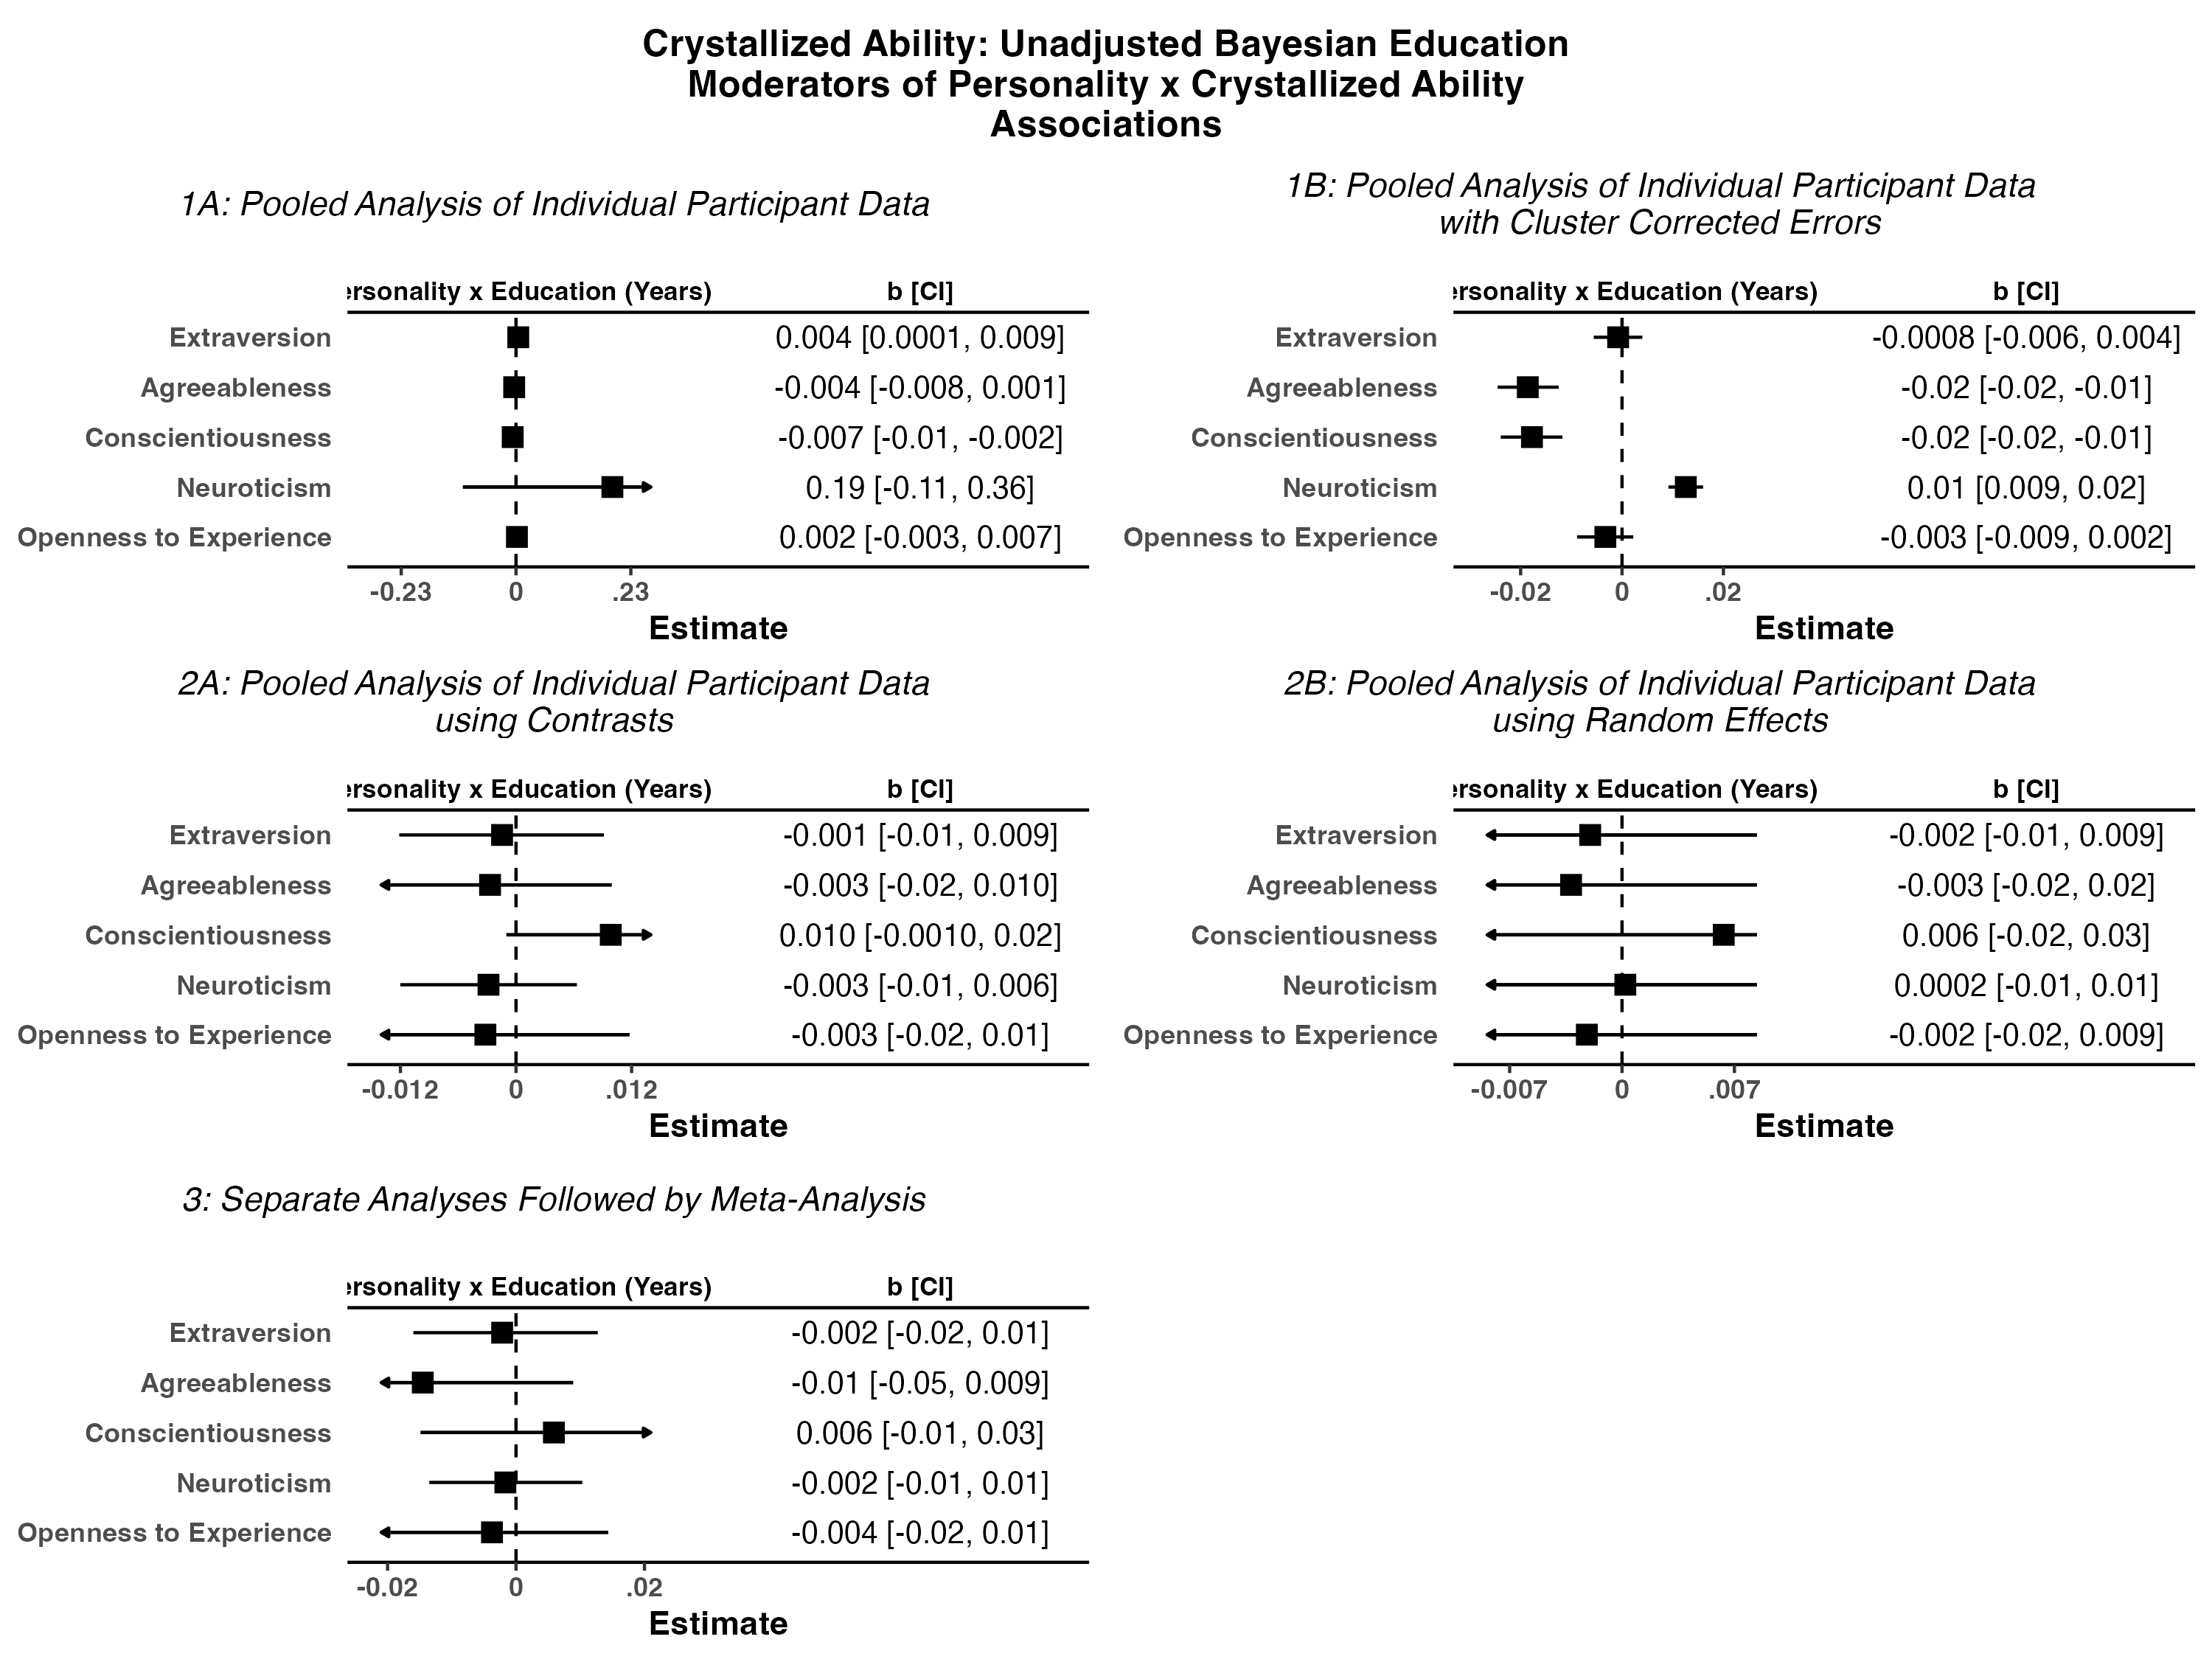 Crystallized Ability: Unadjusted Bayesian Education
Moderators of Personality x Crystallized Ability
Associations
1A: Pooled Analysis of Individual Participant Data
ersonality x Education (Years) b [CI]
Extraversion 0.004 [0.0001, 0.009]
Agreeableness -0.004 [-0.008, 0.001]
Conscientiousness -0.007 [-0.01, -0.002]
Neuroticism 0.19 [-0.11, 0.36]
Openness to Experience 0.002 [-0.003, 0.007]
-0.23 0 .23
Estimate
1B: Pooled Analysis of Individual Participant Data
with Cluster Corrected Errors
ersonality x Education (Years) b [CI]
Extraversion -0.0008 [-0.006, 0.004]
Agreeableness -0.02 [-0.02, -0.01]
Conscientiousness -0.02 [-0.02, -0.01]
Neuroticism 0.01 [0.009, 0.02]
Openness to Experience -0.003 [-0.009, 0.002]
-0.02 0 .02
Estimate
2A: Pooled Analysis of Individual Participant Data
using Contrasts
ersonality x Education (Years) b [CI]
Extraversion -0.001 [-0.01, 0.009]
Agreeableness -0.003 [-0.02, 0.010]
Conscientiousness 0.010 [-0.0010, 0.02]
Neuroticism -0.003 [-0.01, 0.006]
Openness to Experience -0.003 [-0.02, 0.01]
-0.012 0 .012
Estimate
2B: Pooled Analysis of Individual Participant Data
using Random Effects
ersonality x Education (Years) b [CI]
Extraversion -0.002 [-0.01, 0.009]
Agreeableness -0.003 [-0.02, 0.02]
Conscientiousness 0.006 [-0.02, 0.03]
Neuroticism 0.0002 [-0.01, 0.01]
Openness to Experience -0.002 [-0.02, 0.009]
-0.007 0 .007
Estimate
3: Separate Analyses Followed by Meta-Analysis
ersonality x Education (Years) b [CI]
Extraversion -0.002 [-0.02, 0.01]
Agreeableness -0.01 [-0.05, 0.009]
Conscientiousness 0.006 [-0.01, 0.03]
Neuroticism -0.002 [-0.01, 0.01]
Openness to Experience -0.004 [-0.02, 0.01]
-0.02 0 .02
Estimate